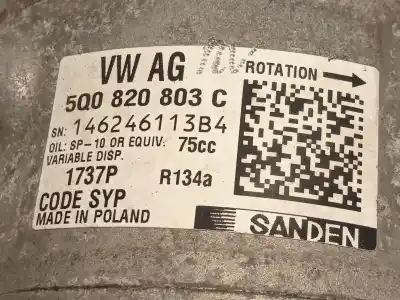 VW AG
ROTATION
5Q0 820 803 C
SN: 146246113B4
OIL: SP-10 OR EQUIV. 75cc
VARIABLE DISP.
1737P R134a
CODE SYP
MADE IN POLAND
SANDEN